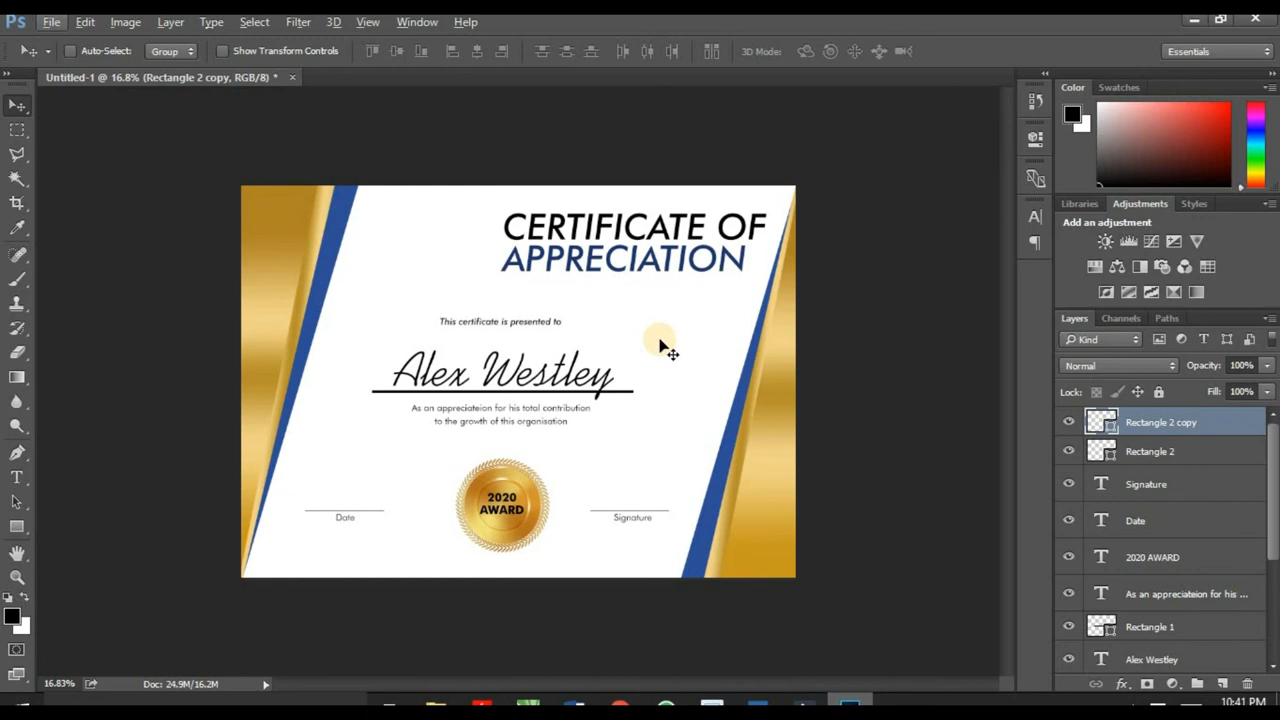 Ps File Edit Image Layer Type Select Filter 3D View Window Help
Auto-Select: Group Show Transform Controls 3D Mode: Essentials
Untitled-1 @ 16.8% (Rectangle 2 copy, RGB/8) *
Color Swatches
Libraries Adjustments Styles
Add an adjustment
CERTIFICATE OF
APPRECIATION
This certificate is presented to
Alex Westley
As an appreciateion for his total contribution
to the growth of this organisation
2020
AWARD
Date
Signature
Layers Channels Paths
Kind
Normal Opacity: 100%
Lock: Fill: 100%
Rectangle 2 copy
Rectangle 2
Signature
Date
2020 AWARD
As an appreciateion for his ...
Rectangle 1
Alex Westley
16.83% Doc: 24.9M/16.2M
10:41 PM